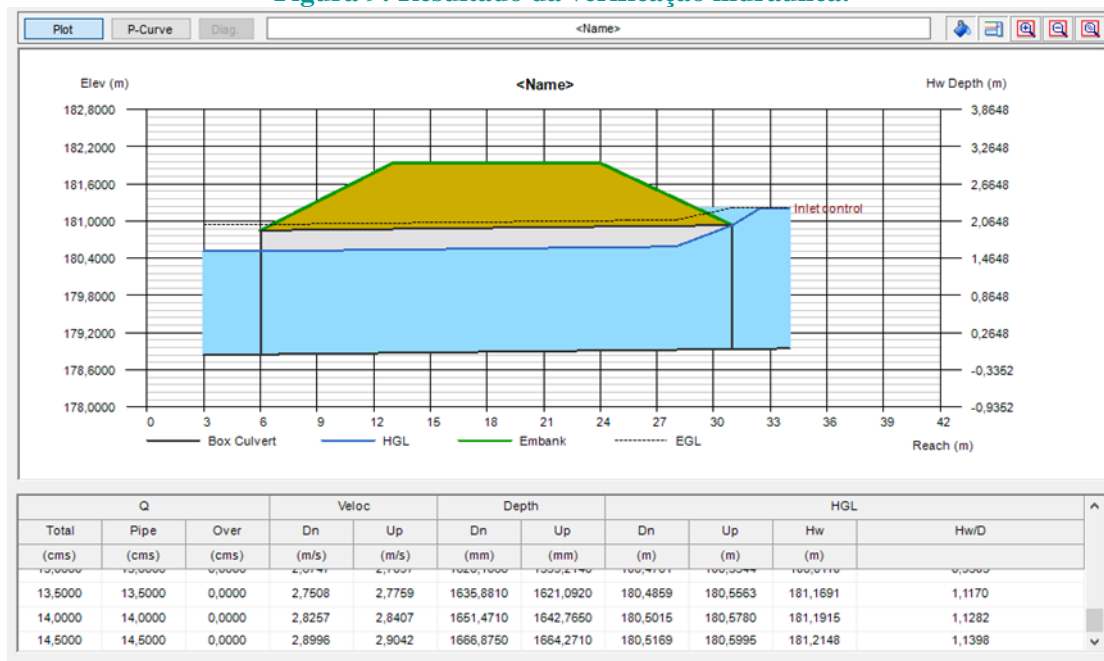 Figura 9: Resultado da verificação hidráulica.
Plot P-Curve Diag. <Name>
Elev (m) <Name> Hw Depth (m)
182,8000 3,8648
182,2000 3,2648
181,6000 2,6648
181,0000 Inlet control 2,0648
180,4000 1,4648
179,8000 0,8648
179,2000 0,2648
178,6000 -0,3352
178,0000 -0,9352
0 3 6 9 12 15 18 21 24 27 30 33 36 39 42
Box Culvert HGL Embank EGL Reach (m)
Q Veloc Depth HGL
Total Pipe Over Dn Up Dn Up Dn Up Hw Hw/D
(cms) (cms) (cms) (m/s) (m/s) (mm) (mm) (m) (m) (m)
13,5000 13,5000 0,0000 2,7508 2,7759 1635,8810 1621,0920 180,4859 180,5563 181,1691 1,1170
14,0000 14,0000 0,0000 2,8257 2,8407 1651,4710 1642,7650 180,5015 180,5780 181,1915 1,1282
14,5000 14,5000 0,0000 2,8996 2,9042 1666,8750 1664,2710 180,5169 180,5995 181,2148 1,1398